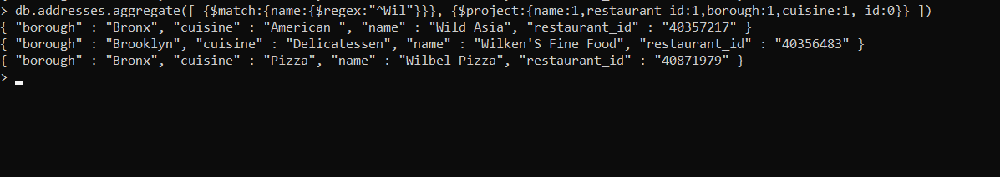 > db.addresses.aggregate([ {$match:{name:{$regex:"^Wil"}}}, {$project:{name:1,restaurant_id:1,borough:1,cuisine:1,_id:0}} ])
{ "borough" : "Bronx", "cuisine" : "American ", "name" : "Wild Asia", "restaurant_id" : "40357217" }
{ "borough" : "Brooklyn", "cuisine" : "Delicatessen", "name" : "Wilken'S Fine Food", "restaurant_id" : "40356483" }
{ "borough" : "Bronx", "cuisine" : "Pizza", "name" : "Wilbel Pizza", "restaurant_id" : "40871979" }
>